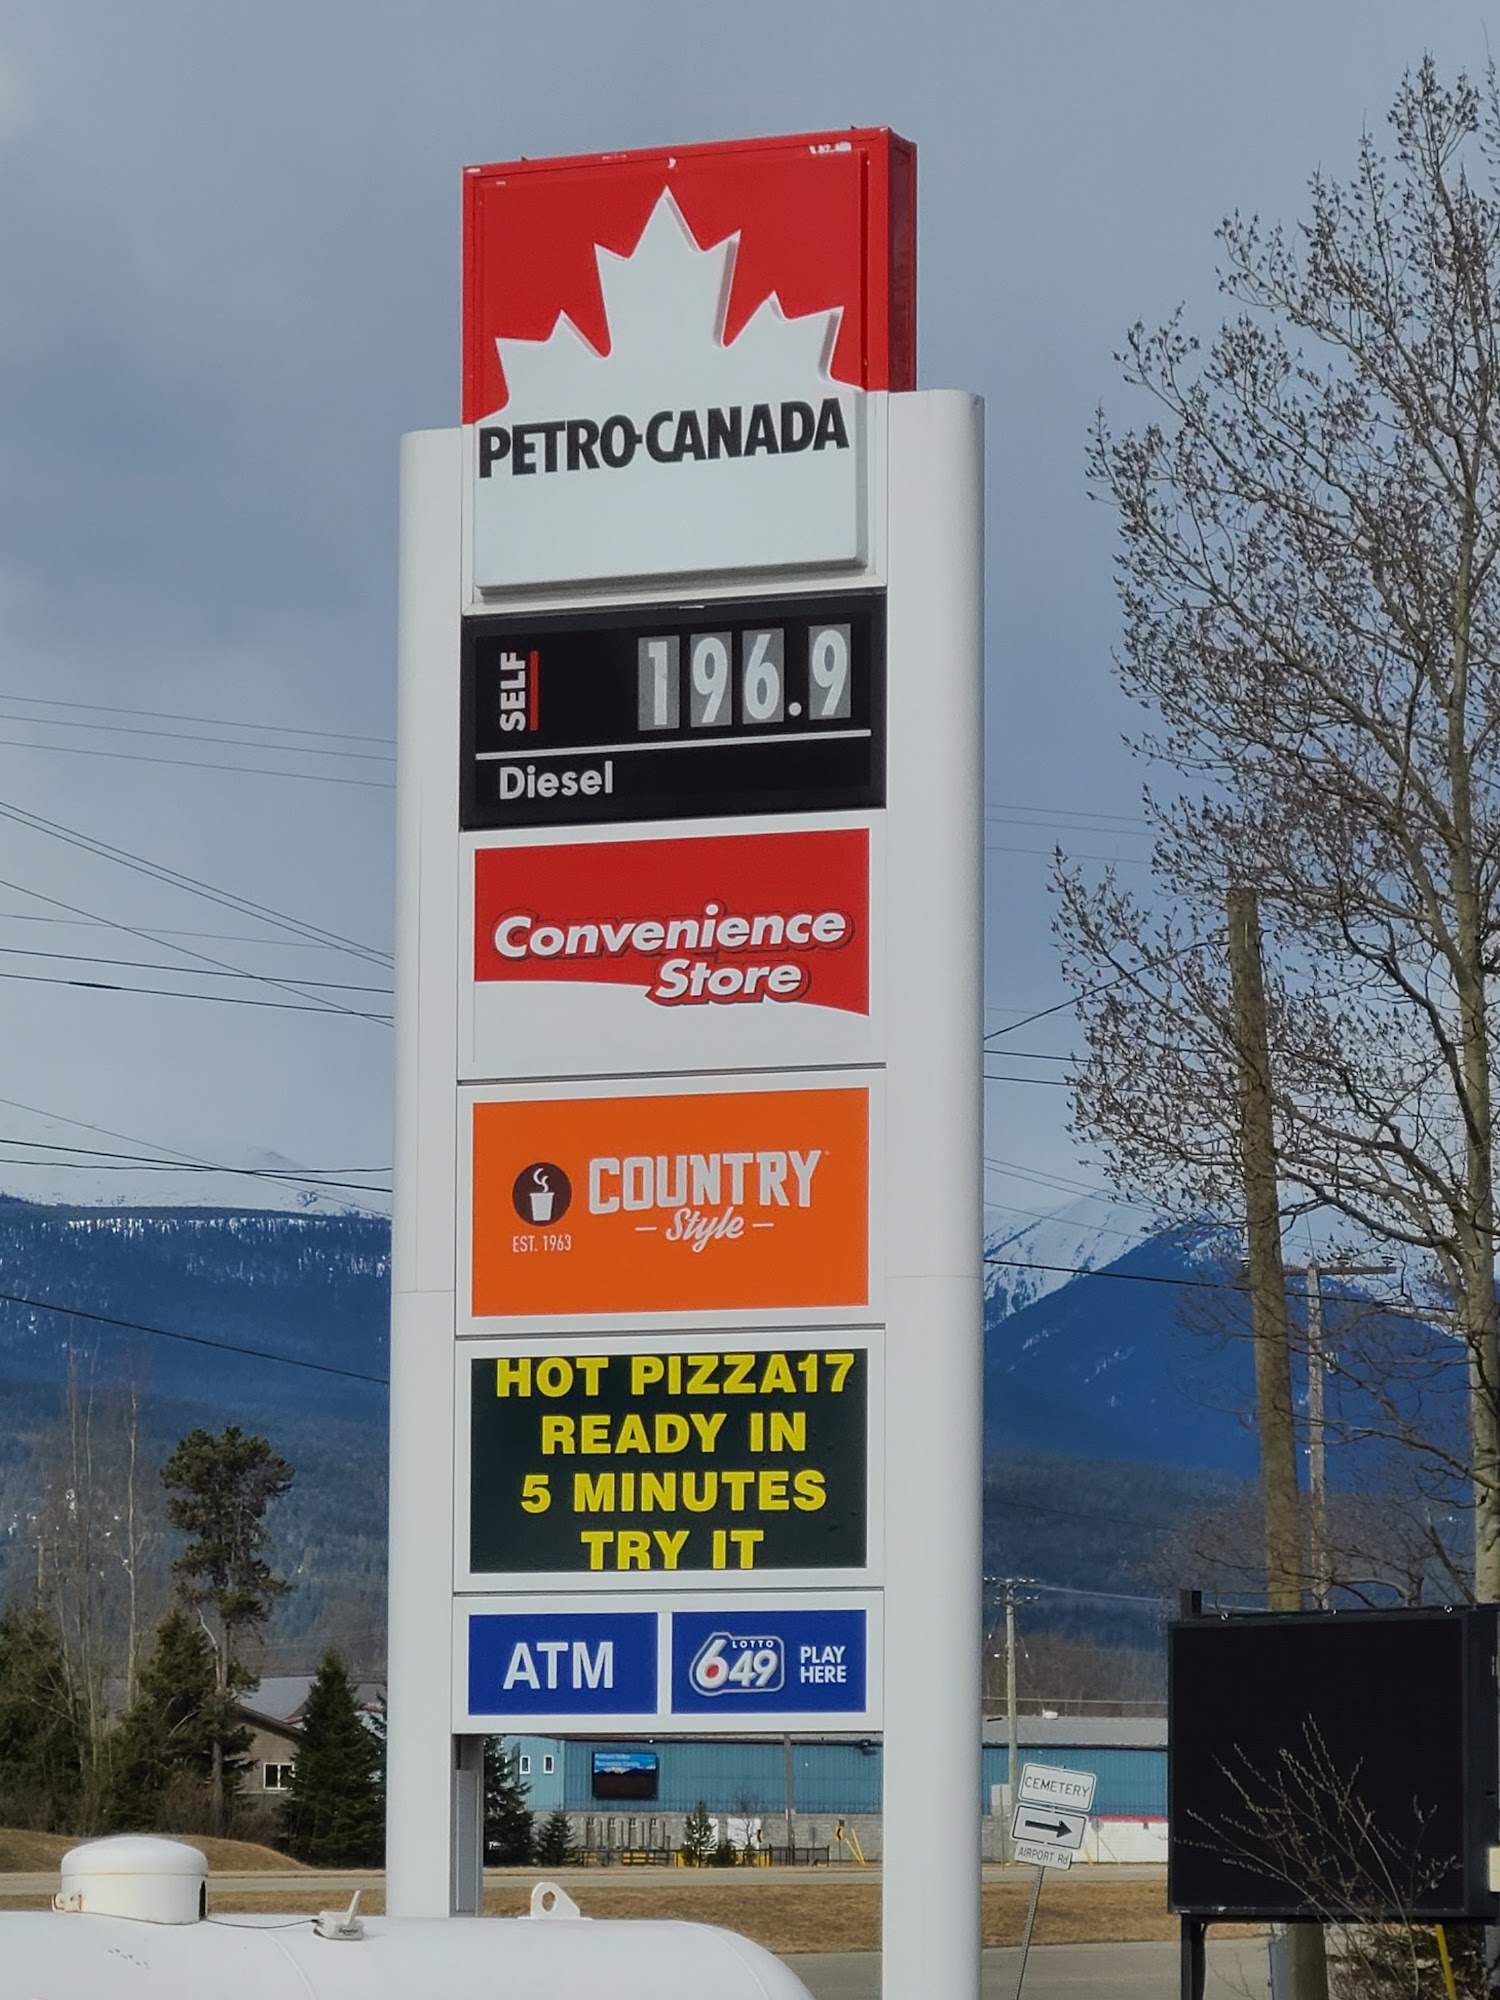 PETRO-CANADA
SELF
196.9
Diesel
Convenience
Store
COUNTRY
Style
EST. 1963
HOT PIZZA17
READY IN
5 MINUTES
TRY IT
ATM
LOTTO
649
PLAY
HERE
CEMETERY
AIRPORT Rd